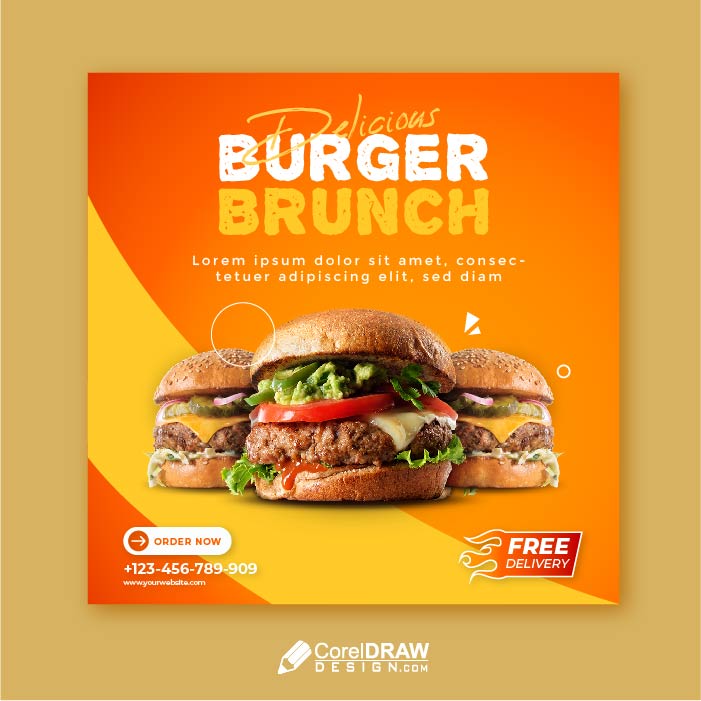 Delicious
BURGER
BRUNCH
Lorem ipsum dolor sit amet, consec-
tetuer adipiscing elit, sed diam
ORDER NOW
+123-456-789-909
www.yourwebsite.com
FREE
DELIVERY
CorelDRAW
DESIGN.COM